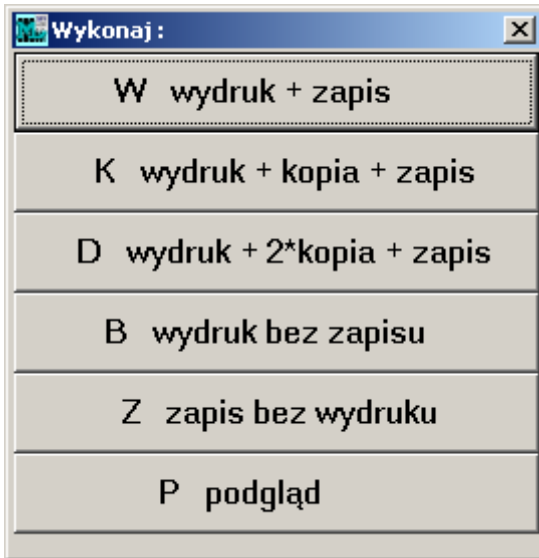 Wykonaj:
W wydruk + zapis
K wydruk + kopia + zapis
D wydruk + 2*kopia + zapis
B wydruk bez zapisu
Z zapis bez wydruku
P podgląd